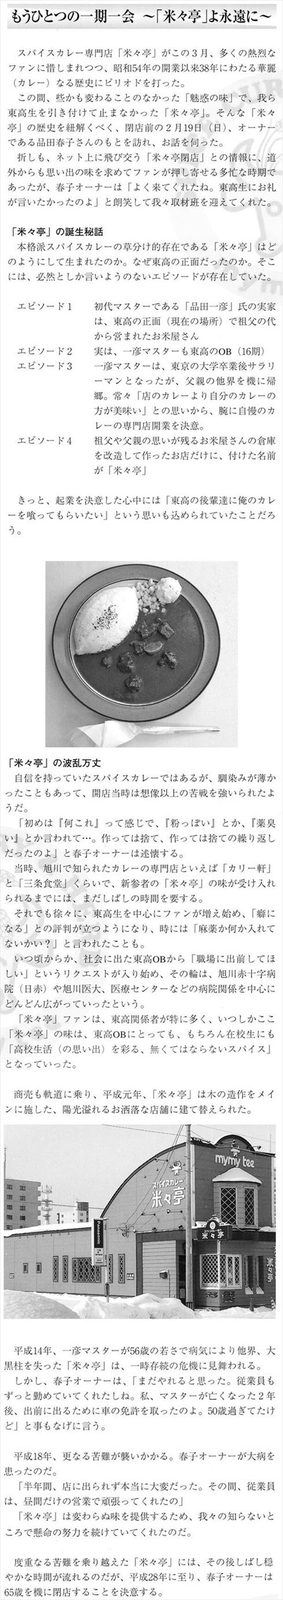 もうひとつの一期一会　～「米々亭」よ永遠に～
　スパイスカレー専門店「米々亭」がこの３月、多くの熱烈な
ファンに惜しまれつつ、昭和54年の開業以来38年にわたる華麗
（カレー）なる歴史にピリオドを打った。
　この間、些かも変わることのなかった「魅惑の味」で、我ら
東高生を引き付けて止まなかった「米々亭」。そんな「米々
亭」の歴史を紐解くべく、閉店前の２月19日（日）、オーナー
である品田春子さんのもとを訪れ、お話を伺った。
　折しも、ネット上に飛び交う「米々亭閉店」との情報に、道
外からも思い出の味を求めてファンが押し寄せる多忙な時期で
あったが、春子オーナーは「よく来てくれたね。東高生にお礼
が言いたかったのよ」と朗笑して我々取材班を迎えてくれた。
「米々亭」の誕生秘話
　本格派スパイスカレーの草分け的存在である「米々亭」はど
のようにして生まれたのか。なぜ東高の正面だったのか。そこ
には、必然としか言いようのないエピソードが存在していた。
エピソード１　初代マスターである「品田一彦」氏の実家
は、東高の正面（現在の場所）で祖父の代
から営まれたお米屋さん
エピソード２　実は、一彦マスターも東高のOB（16期）
エピソード３　一彦マスターは、東京の大学卒業後サラリ
ーマンとなったが、父親の他界を機に帰
郷。常々「店のカレーより自分のカレーの
方が美味い」との思いから、腕に自慢のカ
レーの専門店開業を決意。
エピソード４　祖父や父親の思いが残るお米屋さんの倉庫
を改造して作ったお店だけに、付けた名前
が「米々亭」
　きっと、起業を決意した心中には「東高の後輩達に俺のカレ
ーを喰ってもらいたい」という思いも込められていたことだろ
う。
「米々亭」の波乱万丈
　自信を持っていたスパイスカレーではあるが、馴染みが薄か
ったこともあって、開店当時は想像以上の苦戦を強いられたよ
うだ。
　「初めは『何これ』って感じで、『粉っぽい』とか、『薬臭
い』とか言われて…。作っては捨て、作っては捨ての繰り返し
だったのよ」と春子オーナーは述懐する。
　当時、旭川で知られたカレーの専門店といえば「カリー軒」
と「三条食堂」くらいで、新参者の「米々亭」の味が受け入れ
られるまでには、まだしばらくの時間を要する。
　それでも徐々に、東高生を中心にファンが増え始め、「癖に
なる」との評判が立つようになり、時には「麻薬か何か入れて
ないかい？」と言われたことも。
　いつ頃からか、社会に出た東高OBから「職場に出前してほ
しい」というリクエストが入り始め、その輪は、旭川赤十字病
院（日赤）や旭川医大、医療センターなどの病院関係を中心に
どんどん広がっていったという。
　「米々亭」ファンは、東高関係者が特に多く、いつしかここ
「米々亭」の味は、東高OBにとっても、もちろん在校生にも
「高校生活（の思い出）を彩る、無くてはならないスパイス」
となっていった。
　商売も軌道に乗り、平成元年、「米々亭」は木の造作をメイ
ンに施した、陽光溢れるお洒落な店舗に建て替えられた。
mymy tee
スパイスカレー
米々亭
米々亭
　平成14年、一彦マスターが56歳の若さで病気により他界、大
黒柱を失った「米々亭」は、一時存続の危機に見舞われる。
　しかし、春子オーナーは、「まだやれると思った。従業員も
ずっと勤めていてくれたしね。私、マスターが亡くなった２年
後、出前に出るために車の免許を取ったのよ。50歳過ぎてたけ
ど」と事もなげに言う。
　平成18年、更なる苦難が襲いかかる。春子オーナーが大病を
患ったのだ。
　「半年間、店に出られず本当に大変だった。その間、従業員
は、昼間だけの営業で頑張ってくれたの」
　「米々亭」は変わらぬ味を提供するため、我々の知らないと
ころで懸命の努力を続けていてくれたのだ。
　度重なる苦難を乗り越えた「米々亭」には、その後しばし穏
やかな時間が流れるのだが、平成28年に至り、春子オーナーは
65歳を機に閉店することを決意する。